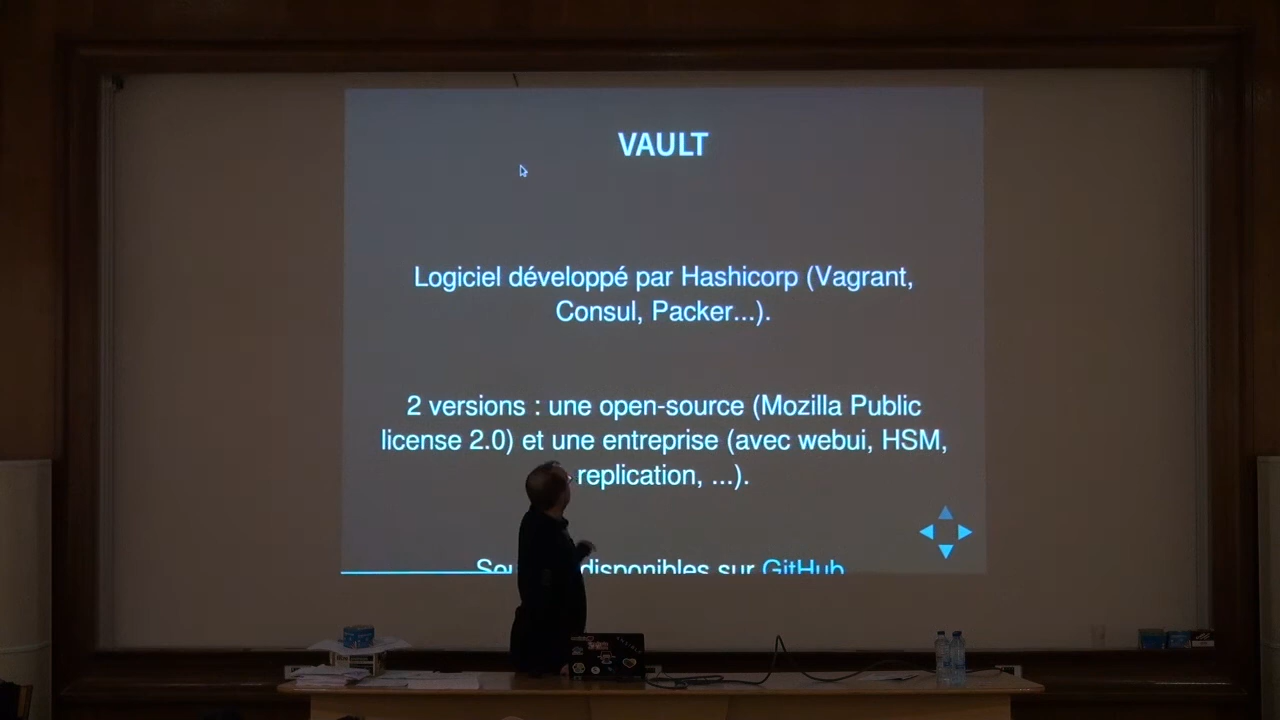 VAULT
Logiciel développé par Hashicorp (Vagrant,
Consul, Packer...).
2 versions : une open-source (Mozilla Public
license 2.0) et une entreprise (avec webui, HSM,
replication, ...).
disponibles sur GitHub